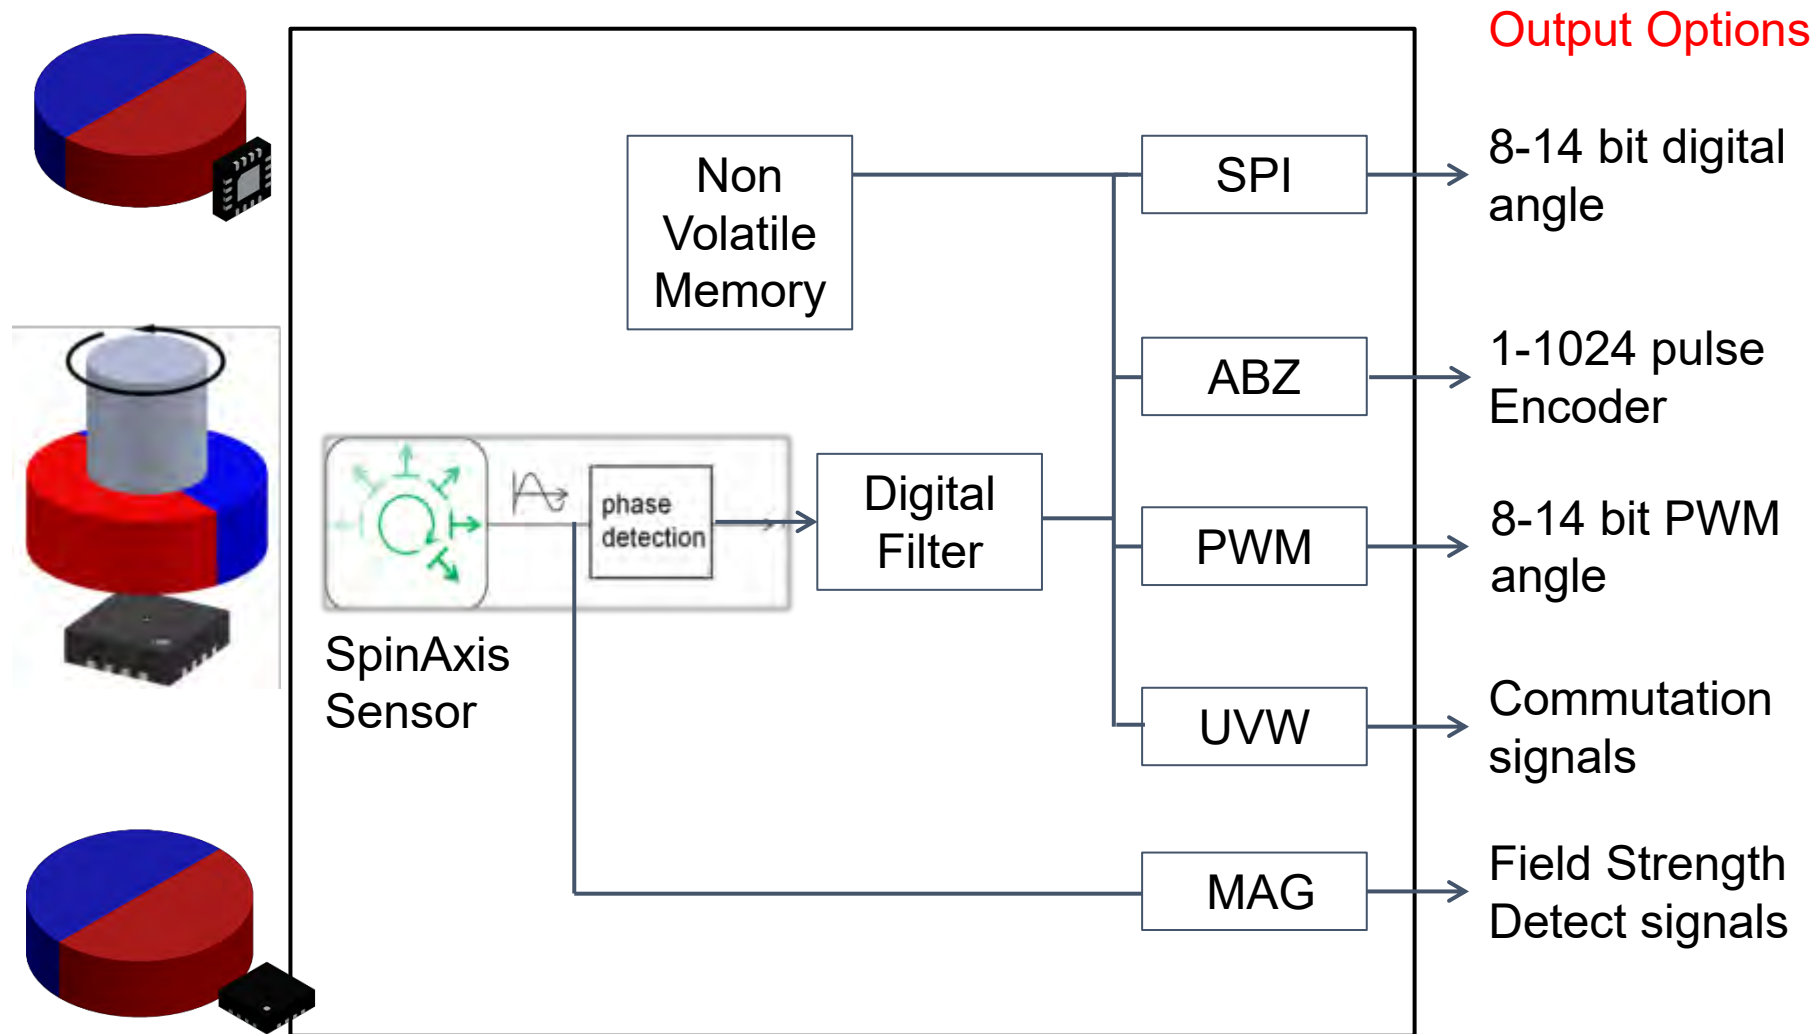 Output Options
Non
Volatile
Memory
SPI
8-14 bit digital
angle
ABZ
1-1024 pulse
Encoder
phase
detection
Digital
Filter
PWM
8-14 bit PWM
angle
SpinAxis
Sensor
UVW
Commutation
signals
MAG
Field Strength
Detect signals